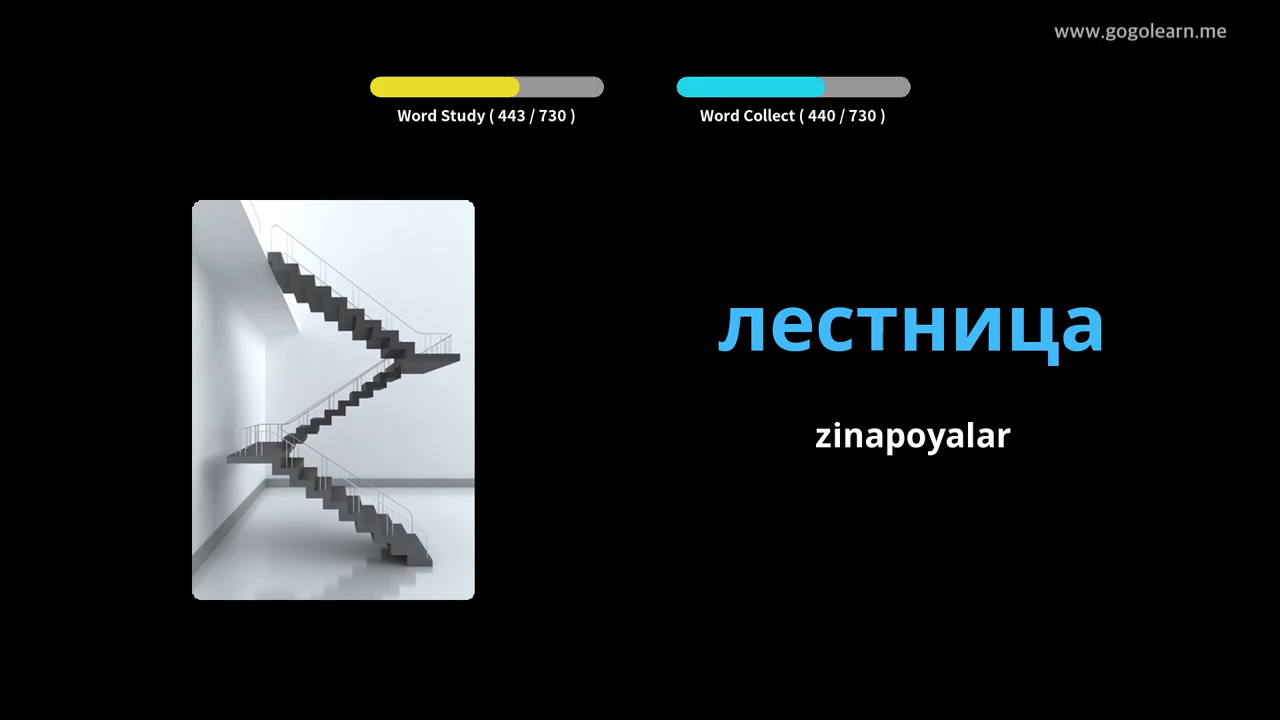 www.gogolearn.me
Word Study ( 443 / 730 )
Word Collect ( 440 / 730 )
лестница
zinapoyalar